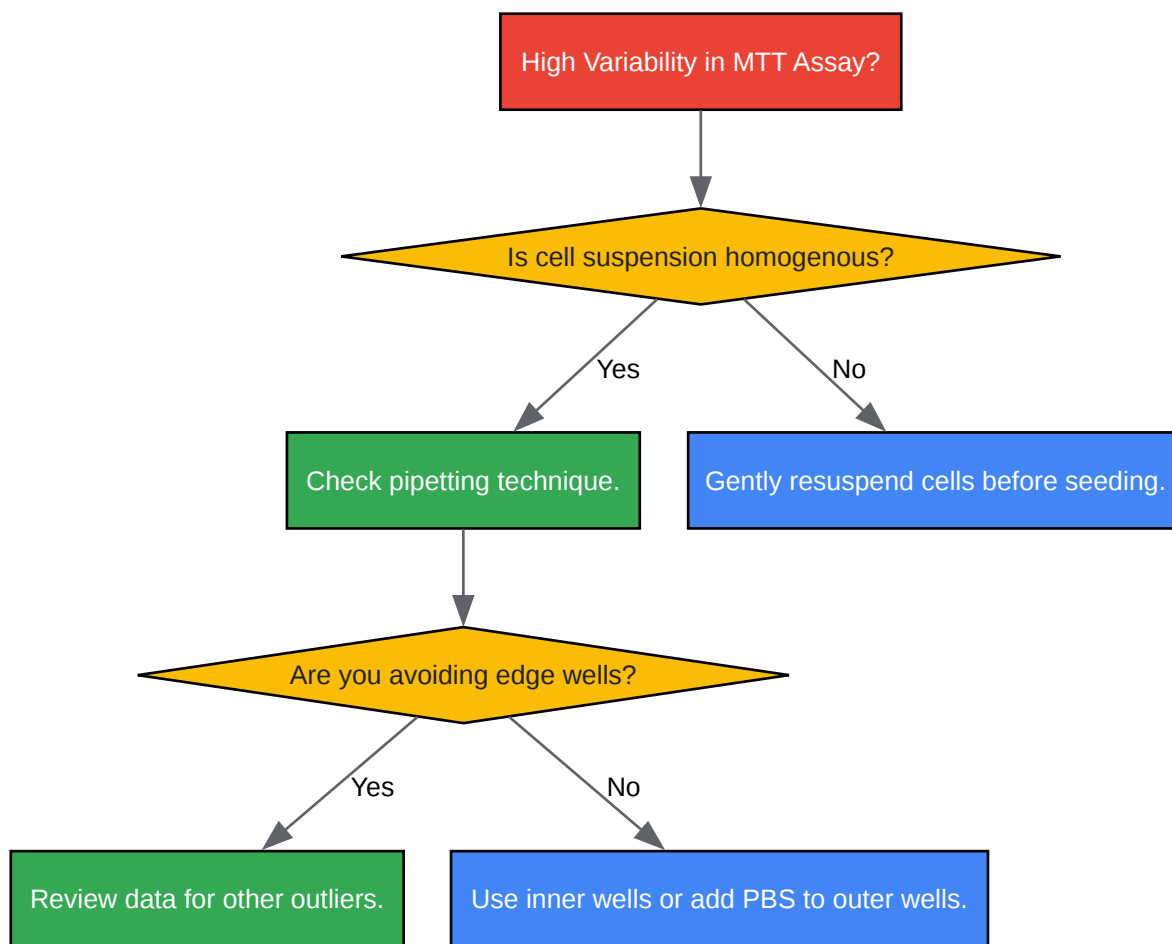 High Variability in MTT Assay?
Is cell suspension homogenous?
Yes
No
Check pipetting technique.
Gently resuspend cells before seeding.
Are you avoiding edge wells?
Yes
No
Review data for other outliers.
Use inner wells or add PBS to outer wells.